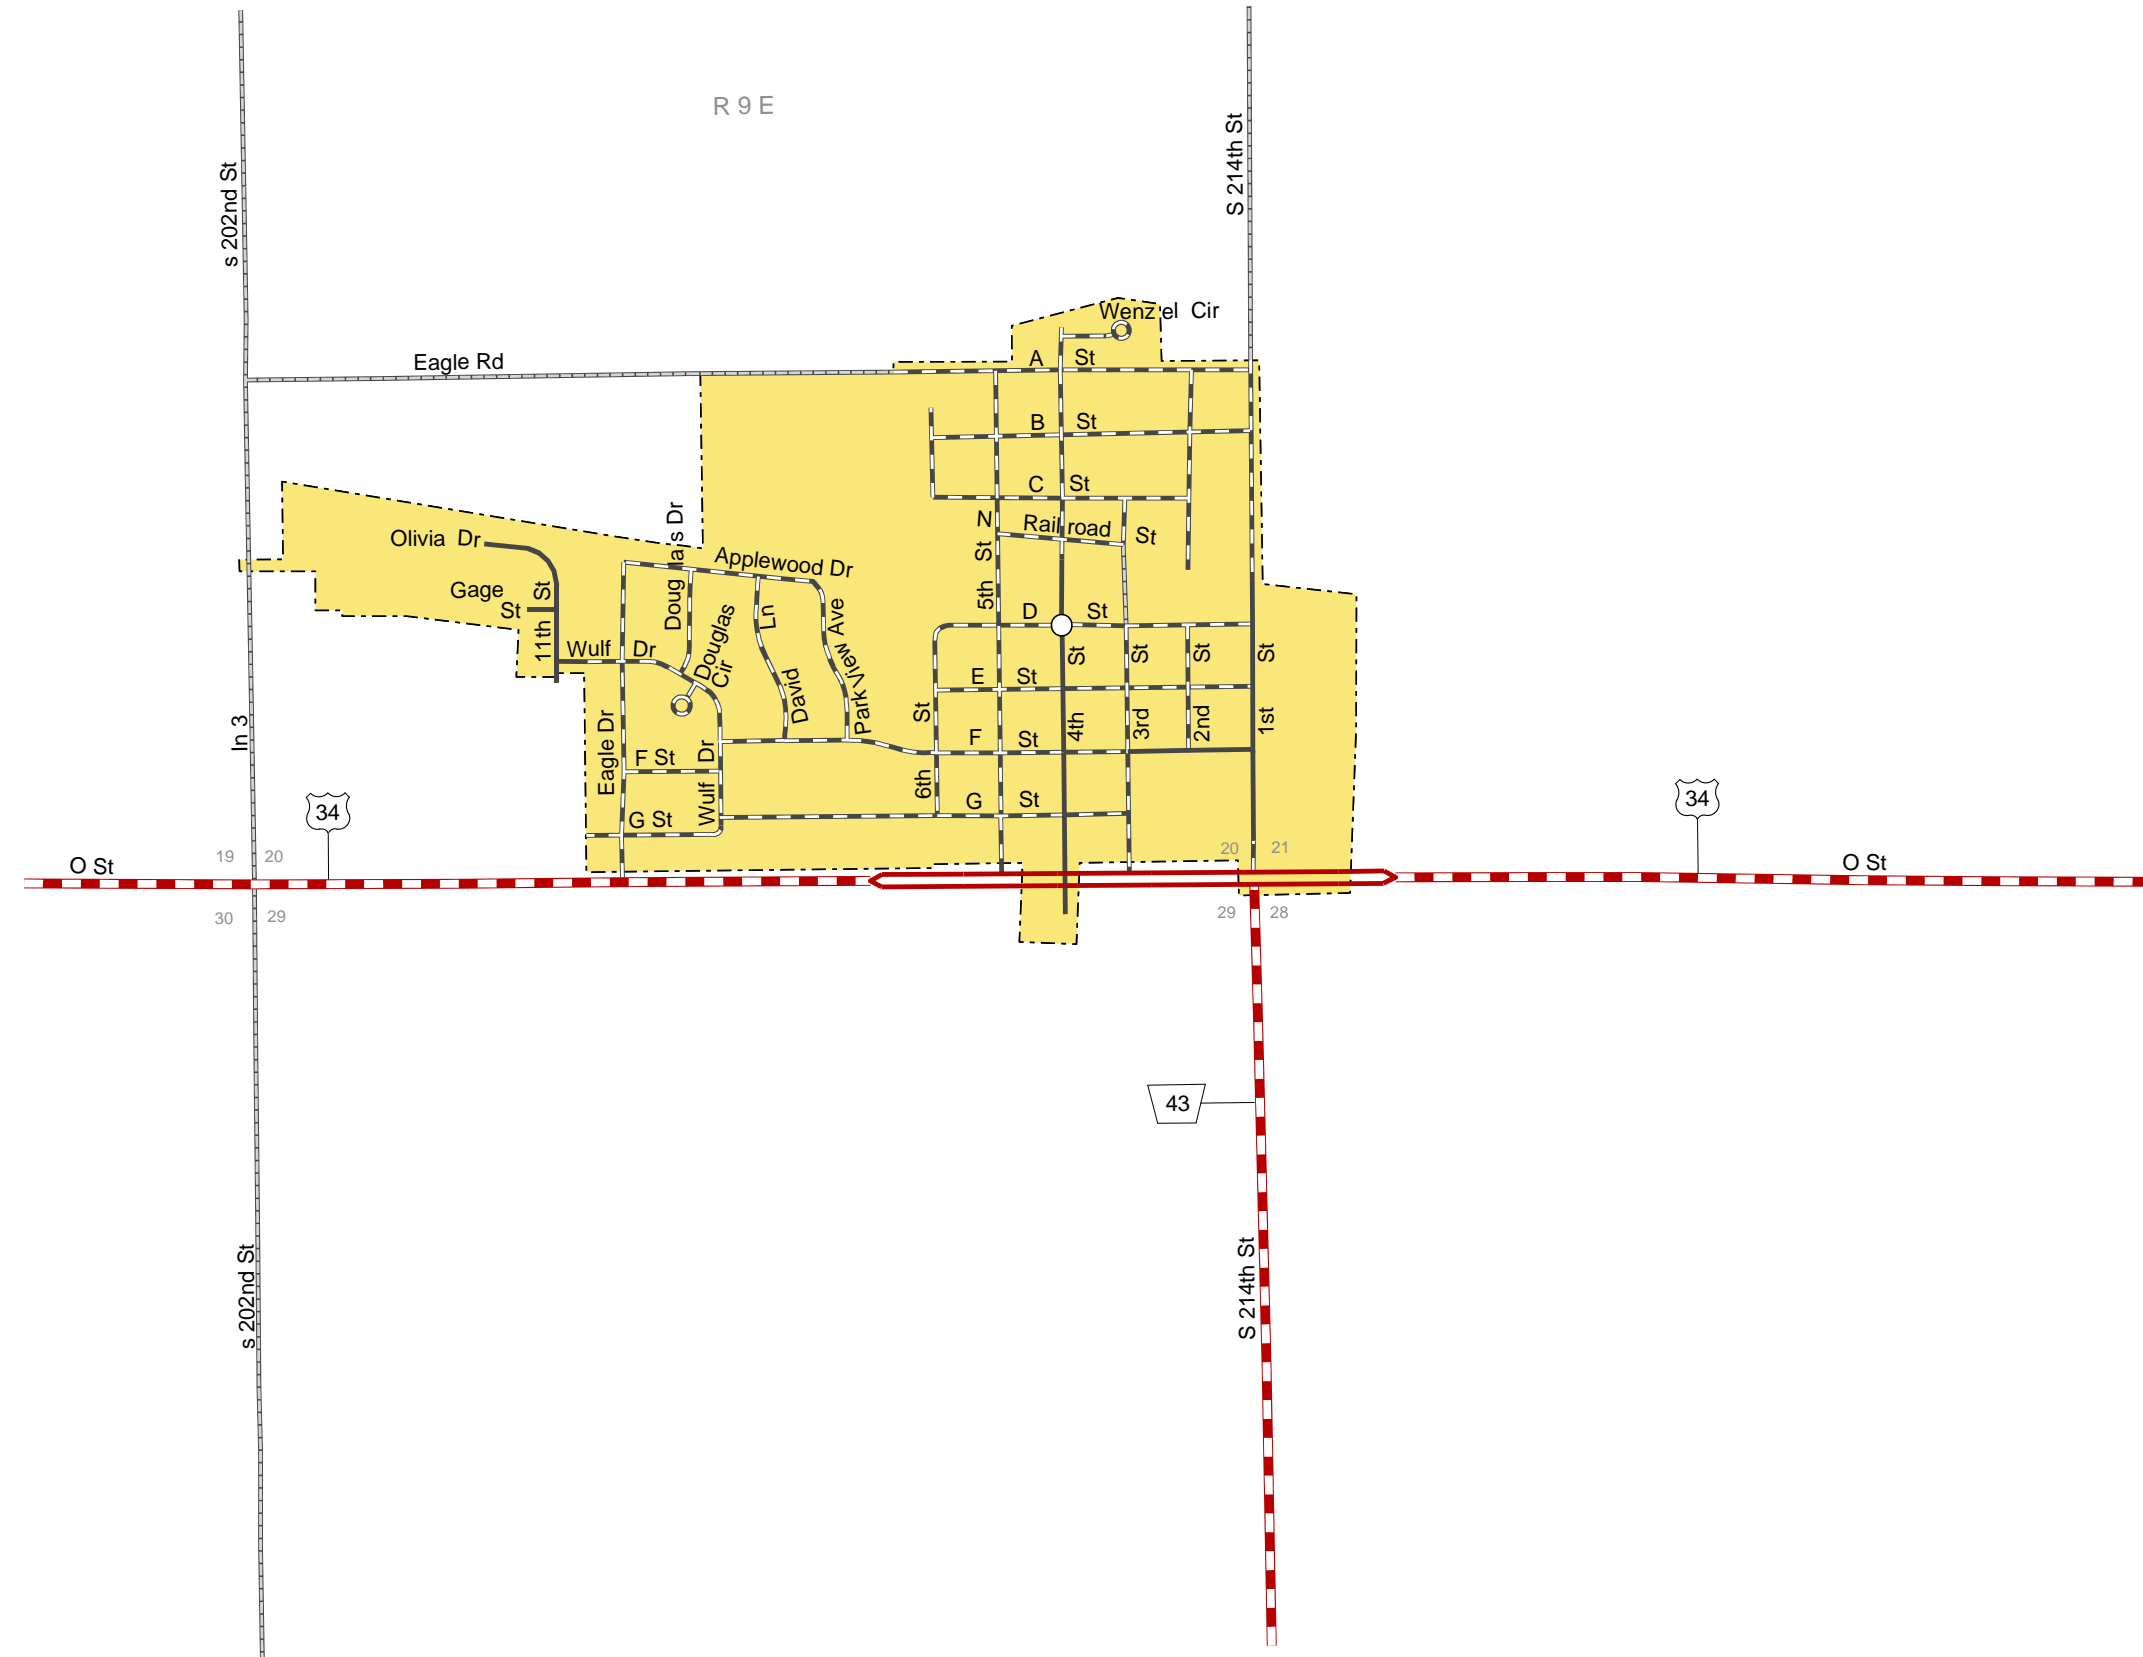 R 9 E
s 202nd St
S 214th St
Wenzel Cir
Eagle Rd
A St
B St
C St
N Railroad St
Olivia Dr
Applewood Dr
Douglas Dr
Gage St
11th St
5th St
D St
Douglas Cir
David Ln
Park View Ave
Wulf Dr
E St
4th St
3rd St
2nd St
1st St
6th St
ln 3
Eagle Dr
Wulf Dr
F St
F St
G St
G St
34
34
19 20
20 21
O St
O St
30 29
29 28
43
s 202nd St
S 214th St